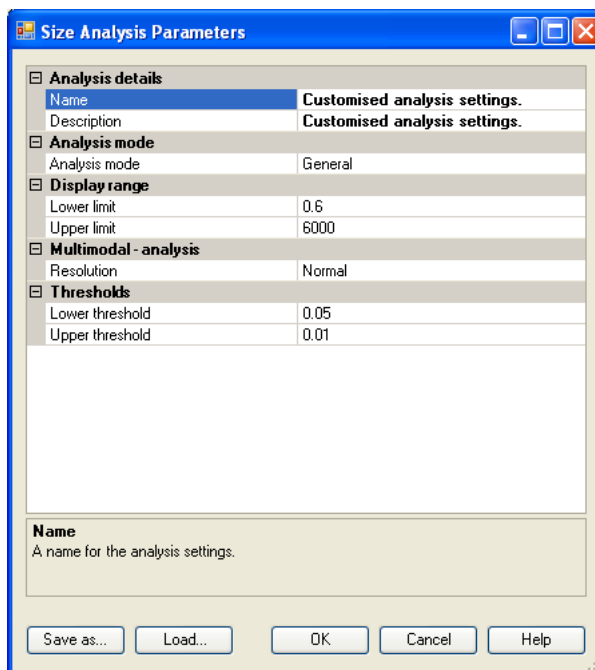 Size Analysis Parameters
Analysis details
Name Customised analysis settings.
Description Customised analysis settings.
Analysis mode
Analysis mode General
Display range
Lower limit 0.6
Upper limit 6000
Multimodal - analysis
Resolution Normal
Thresholds
Lower threshold 0.05
Upper threshold 0.01
Name
A name for the analysis settings.
Save as... Load... OK Cancel Help